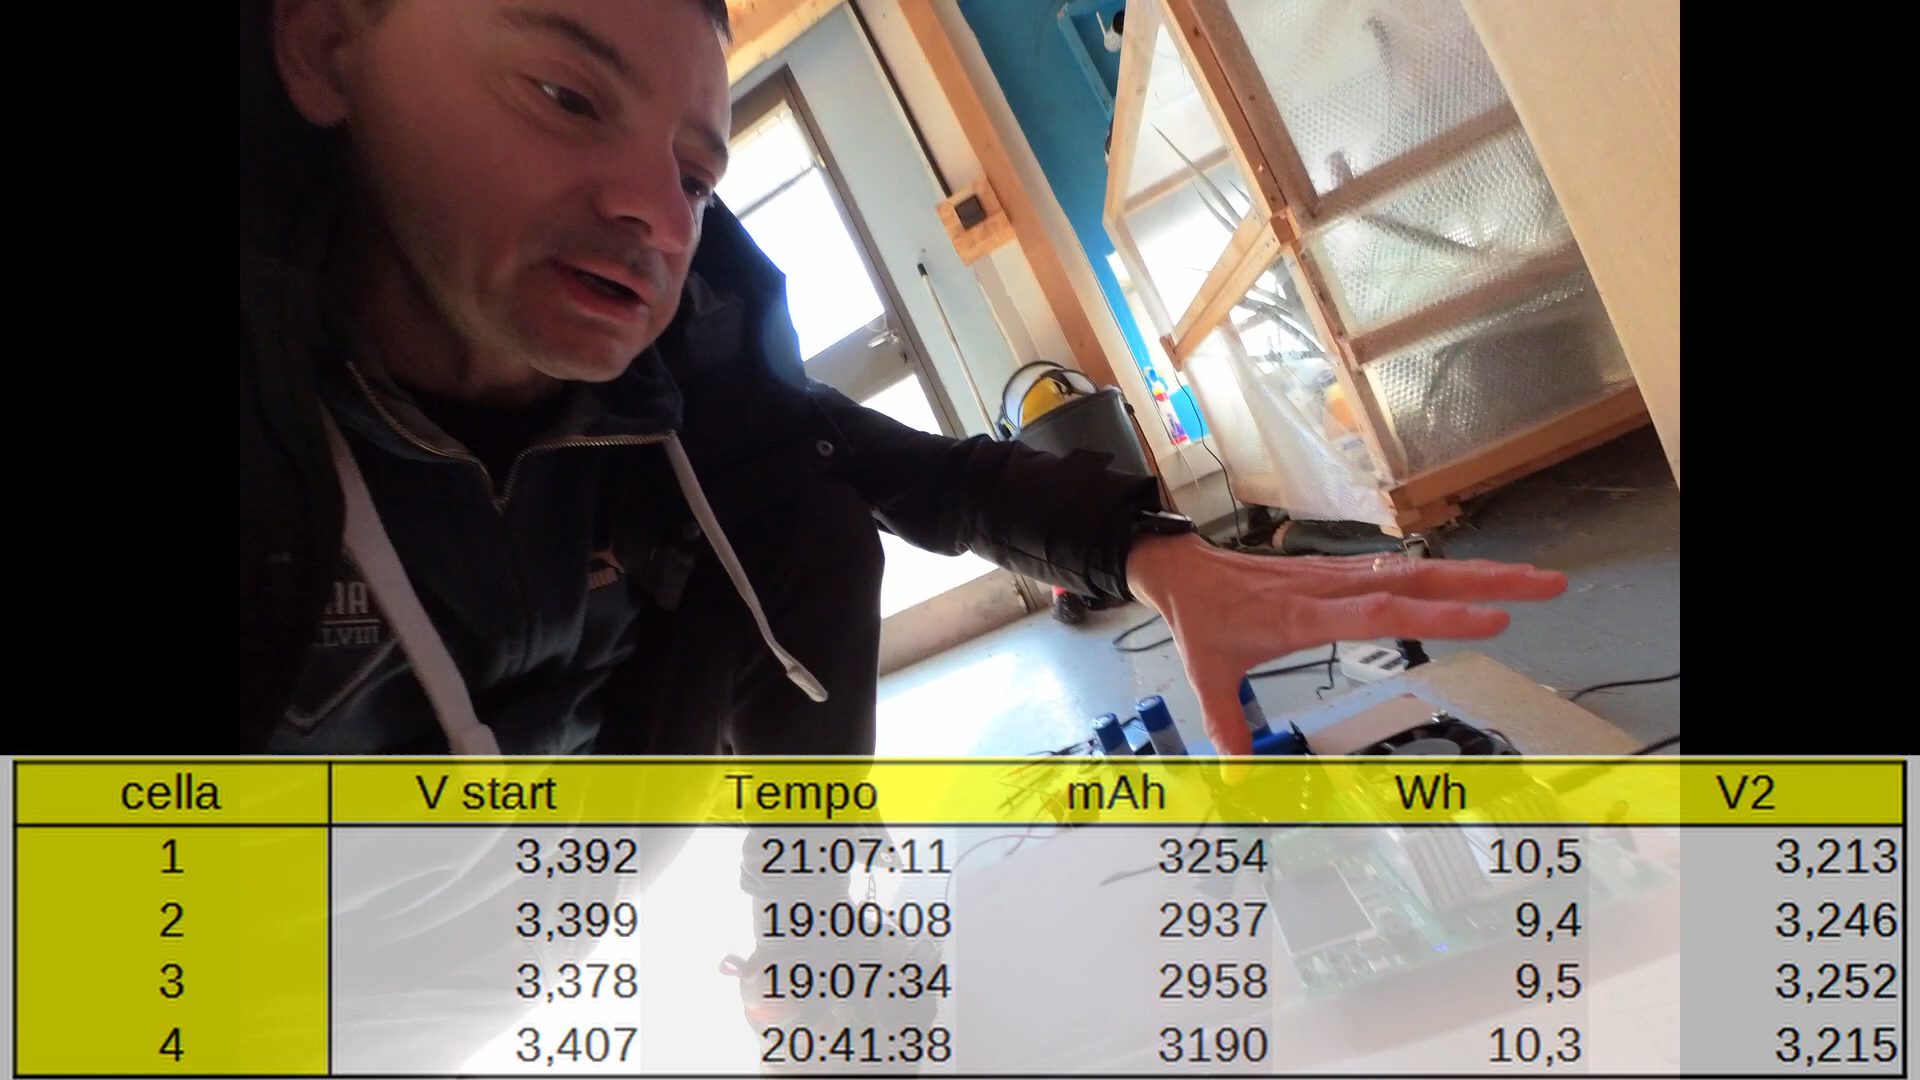 cella V start Tempo mAh Wh V2
1 3,392 21:07:11 3254 10,5 3,213
2 3,399 19:00:08 2937 9,4 3,246
3 3,378 19:07:34 2958 9,5 3,252
4 3,407 20:41:38 3190 10,3 3,215
LVIII